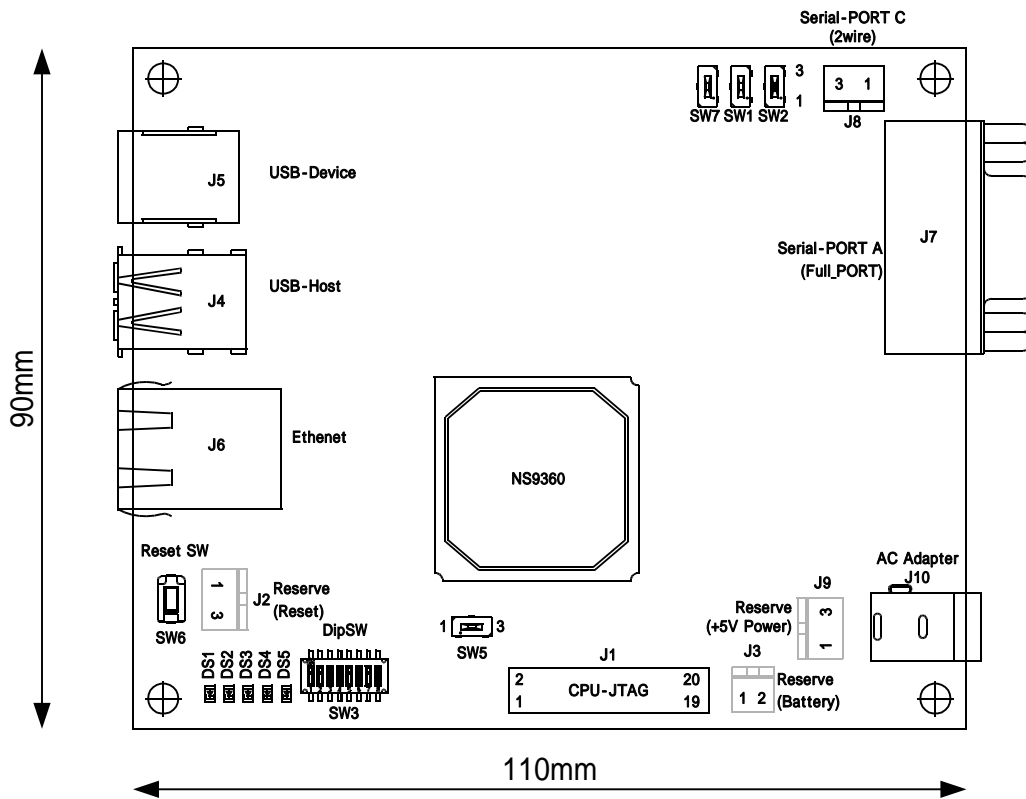 Serial-PORT C
(2wire)
3
1
3 1
SW7 SW1 SW2
J8
J5
USB-Device
J7
Serial-PORT A
(Full_PORT)
J4
USB-Host
90mm
J6
Ethenet
NS9360
Reset SW
AC Adapter
J10
J9
1
3
J2
Reserve
(Reset)
SW6
3
1
Reserve
(+5V Power)
DipSW
1 3
SW5
J1
J3
DS1
DS2
DS3
DS4
DS5
SW3
2 20
CPU-JTAG
1 19
1 2
Reserve
(Battery)
110mm